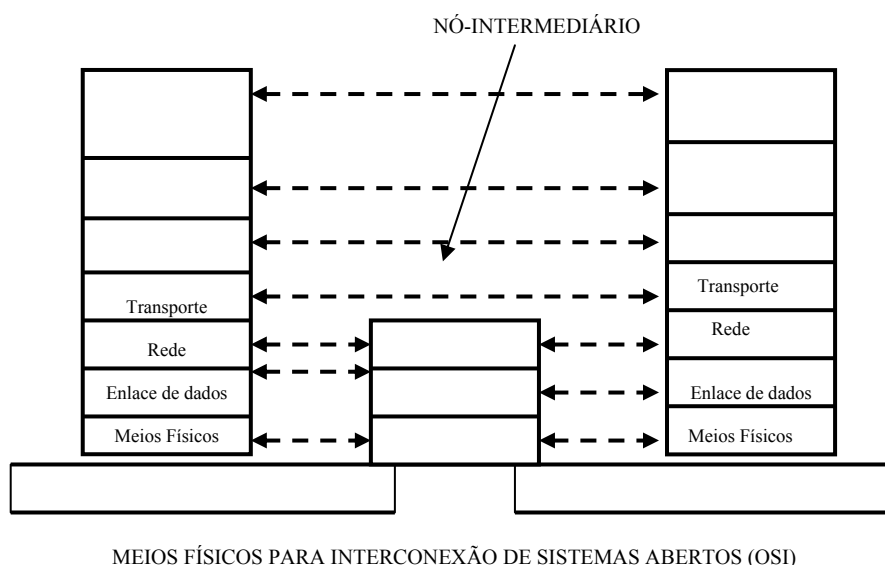 NÓ-INTERMEDIÁRIO
Transporte
Rede
Enlace de dados
Meios Físicos
Transporte
Rede
Enlace de dados
Meios Físicos
MEIOS FÍSICOS PARA INTERCONEXÃO DE SISTEMAS ABERTOS (OSI)